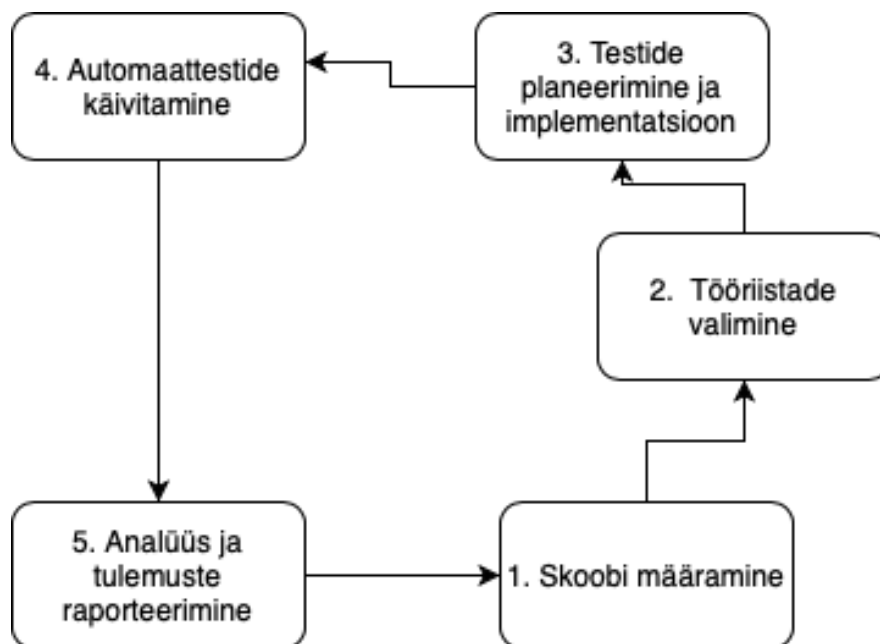 4. Automaattestide
käivitamine
3. Testide
planeerimine ja
implementatsioon
2. Tööriistade
valimine
5. Analüüs ja
tulemuste
raporteerimine
1. Skoobi määramine